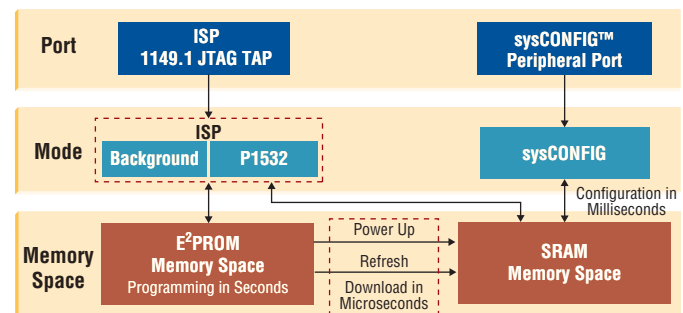 Port
ISP
1149.1 JTAG TAP
sysCONFIG™
Peripheral Port
Mode
ISP
Background
P1532
sysCONFIG
Configuration in
Milliseconds
Memory
Space
E²PROM
Memory Space
Programming in Seconds
Power Up
Refresh
Download in
Microseconds
SRAM
Memory Space